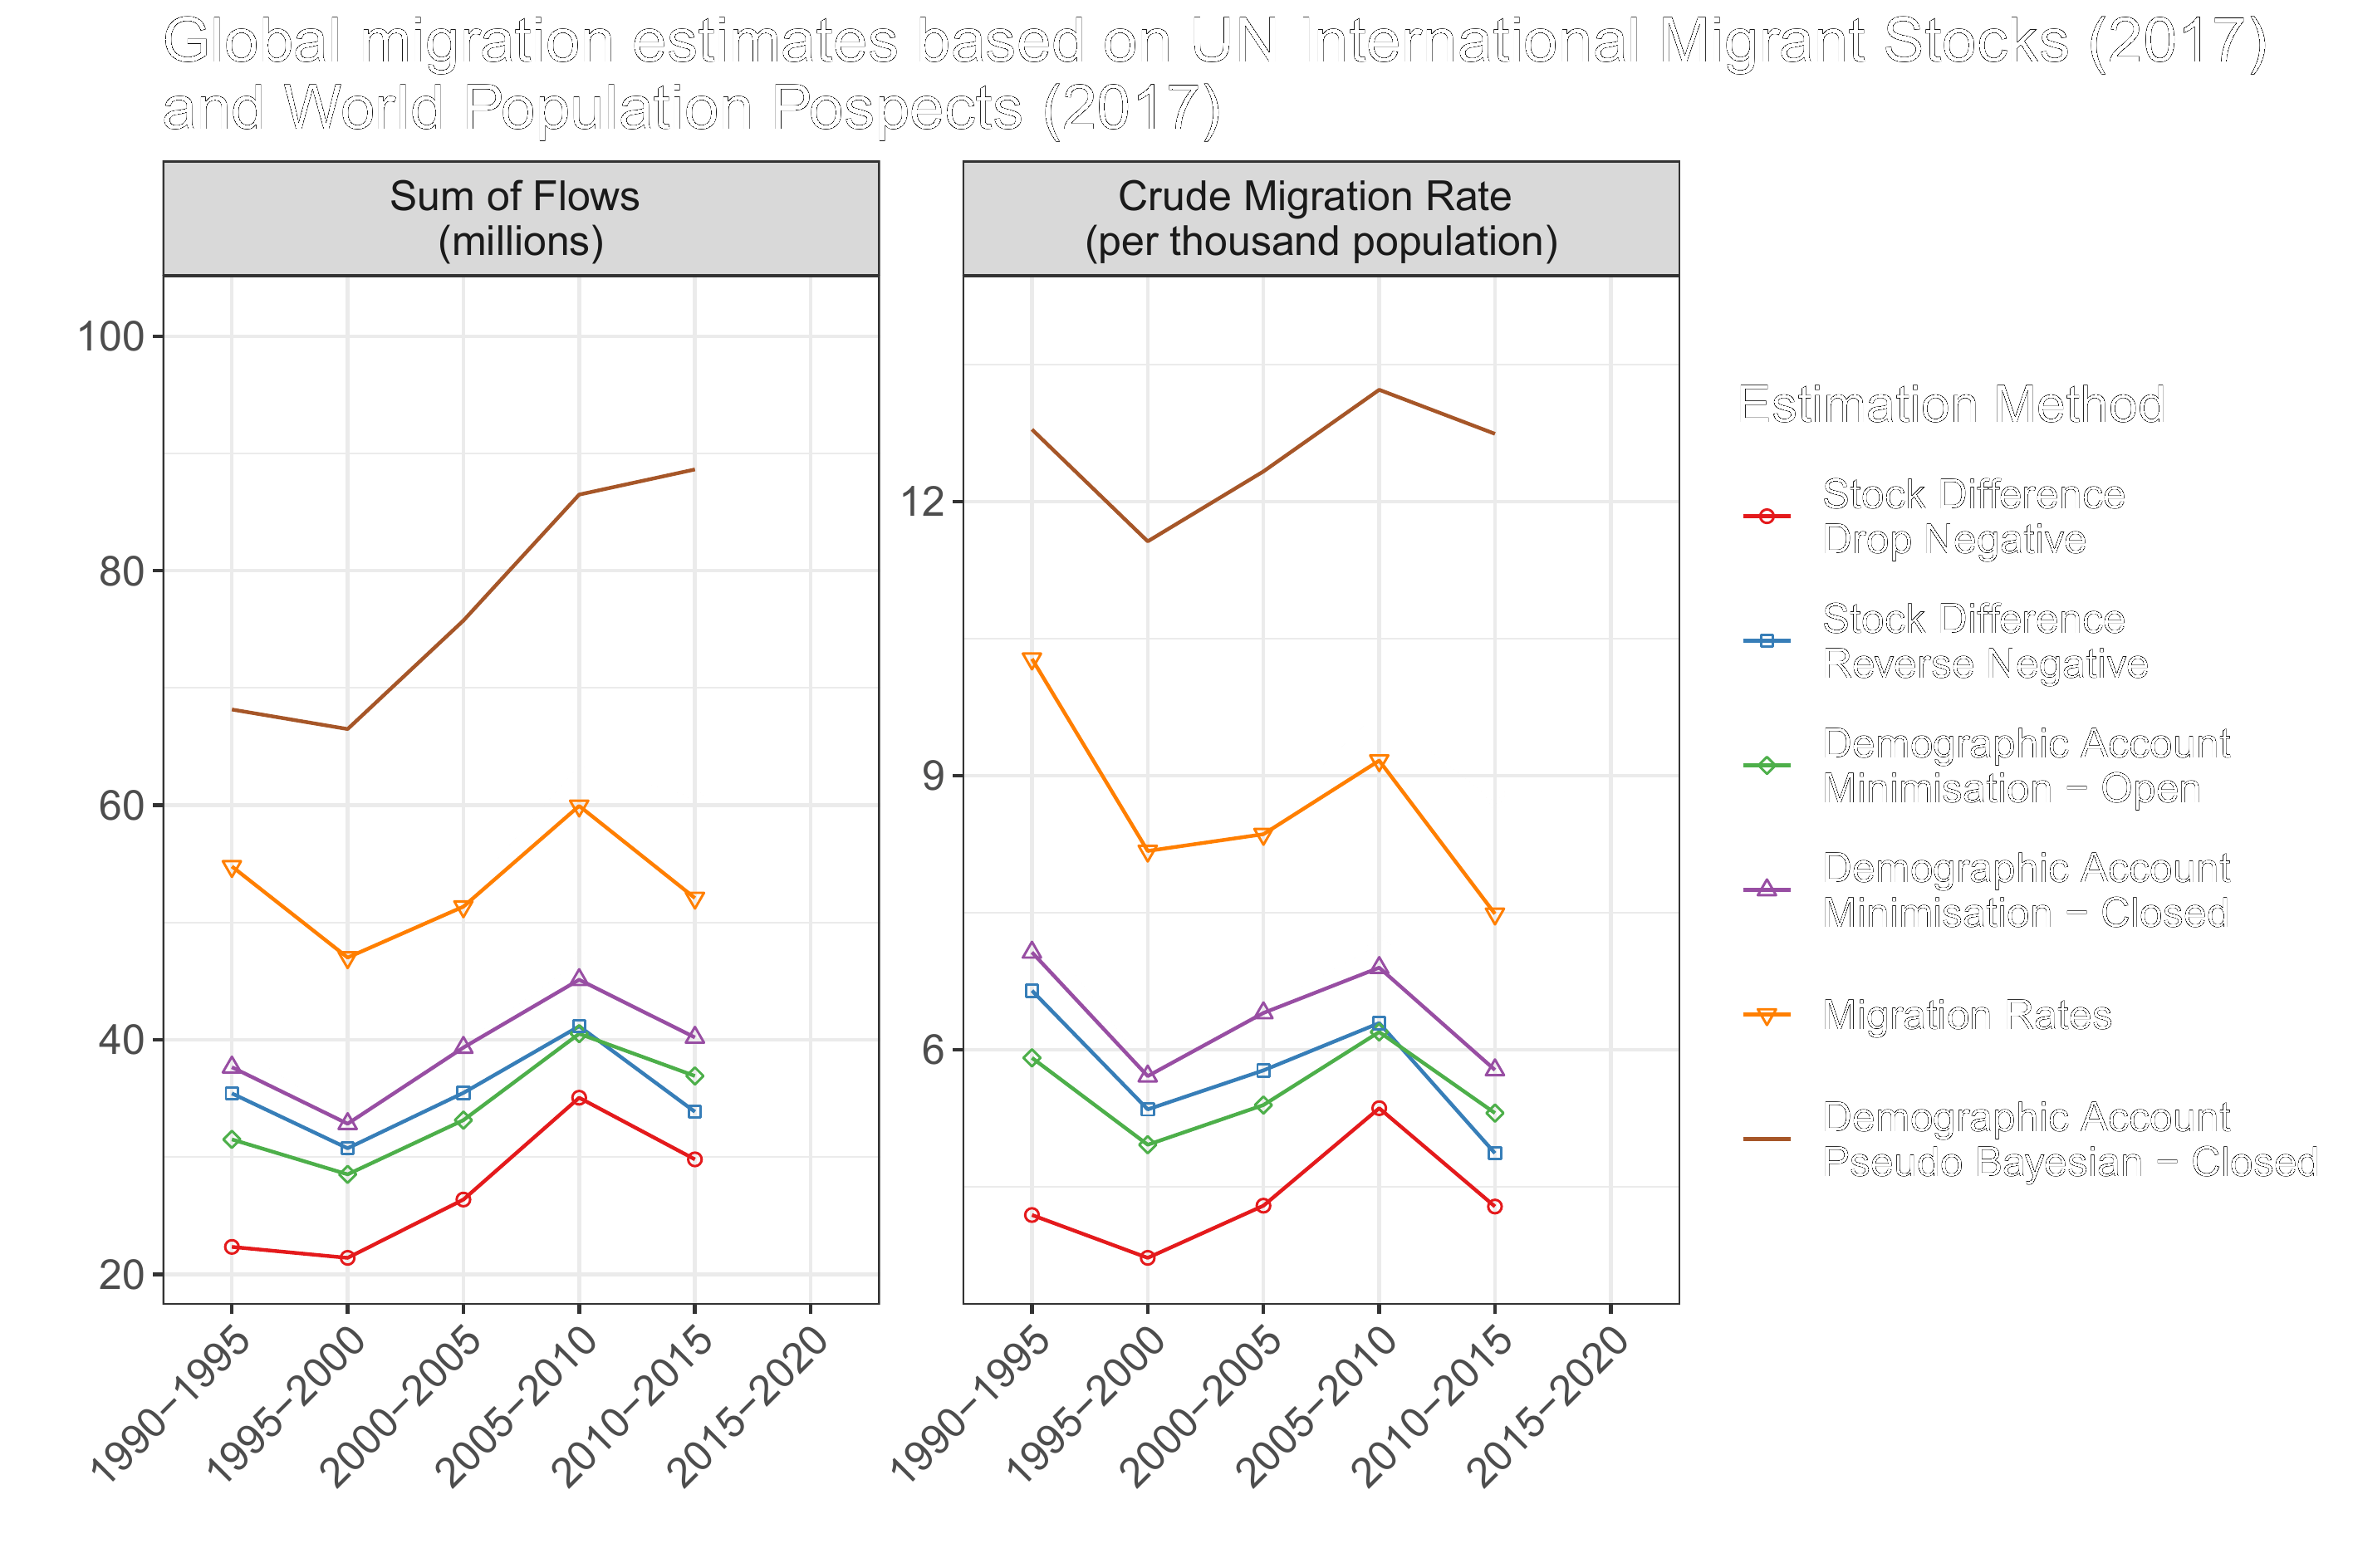 Global migration estimates based on UN International Migrant Stocks (2017)
and World Population Pospects (2017)
Sum of Flows
(millions)
Crude Migration Rate
(per thousand population)
100
80
60
40
20
12
9
6
1990−1995
1995−2000
2000−2005
2005−2010
2010−2015
2015−2020
1990−1995
1995−2000
2000−2005
2005−2010
2010−2015
2015−2020
Estimation Method
Stock Difference
Drop Negative
Stock Difference
Reverse Negative
Demographic Account
Minimisation − Open
Demographic Account
Minimisation − Closed
Migration Rates
Demographic Account
Pseudo Bayesian − Closed